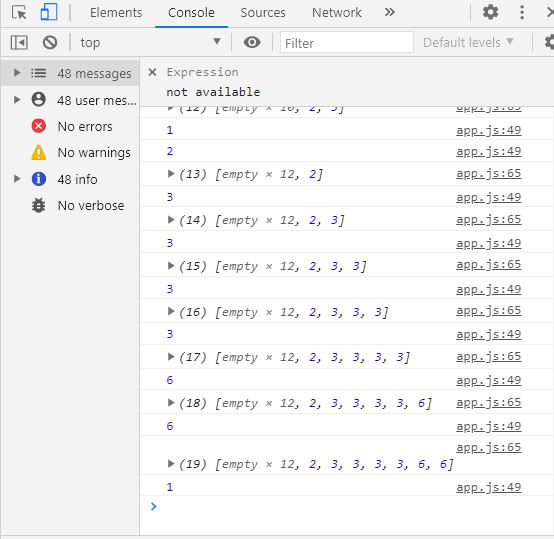 Elements Console Sources Network »
top Filter Default levels
48 messages
48 user mes...
No errors
No warnings
48 info
No verbose
Expression
not available
(12) [empty × 10, 2, 3] app.js:65
1 app.js:49
2 app.js:49
(13) [empty × 12, 2] app.js:65
3 app.js:49
(14) [empty × 12, 2, 3] app.js:65
3 app.js:49
(15) [empty × 12, 2, 3, 3] app.js:65
3 app.js:49
(16) [empty × 12, 2, 3, 3, 3] app.js:65
3 app.js:49
(17) [empty × 12, 2, 3, 3, 3, 3] app.js:65
6 app.js:49
(18) [empty × 12, 2, 3, 3, 3, 3, 6] app.js:65
6 app.js:49
app.js:65
(19) [empty × 12, 2, 3, 3, 3, 3, 6, 6]
1 app.js:49